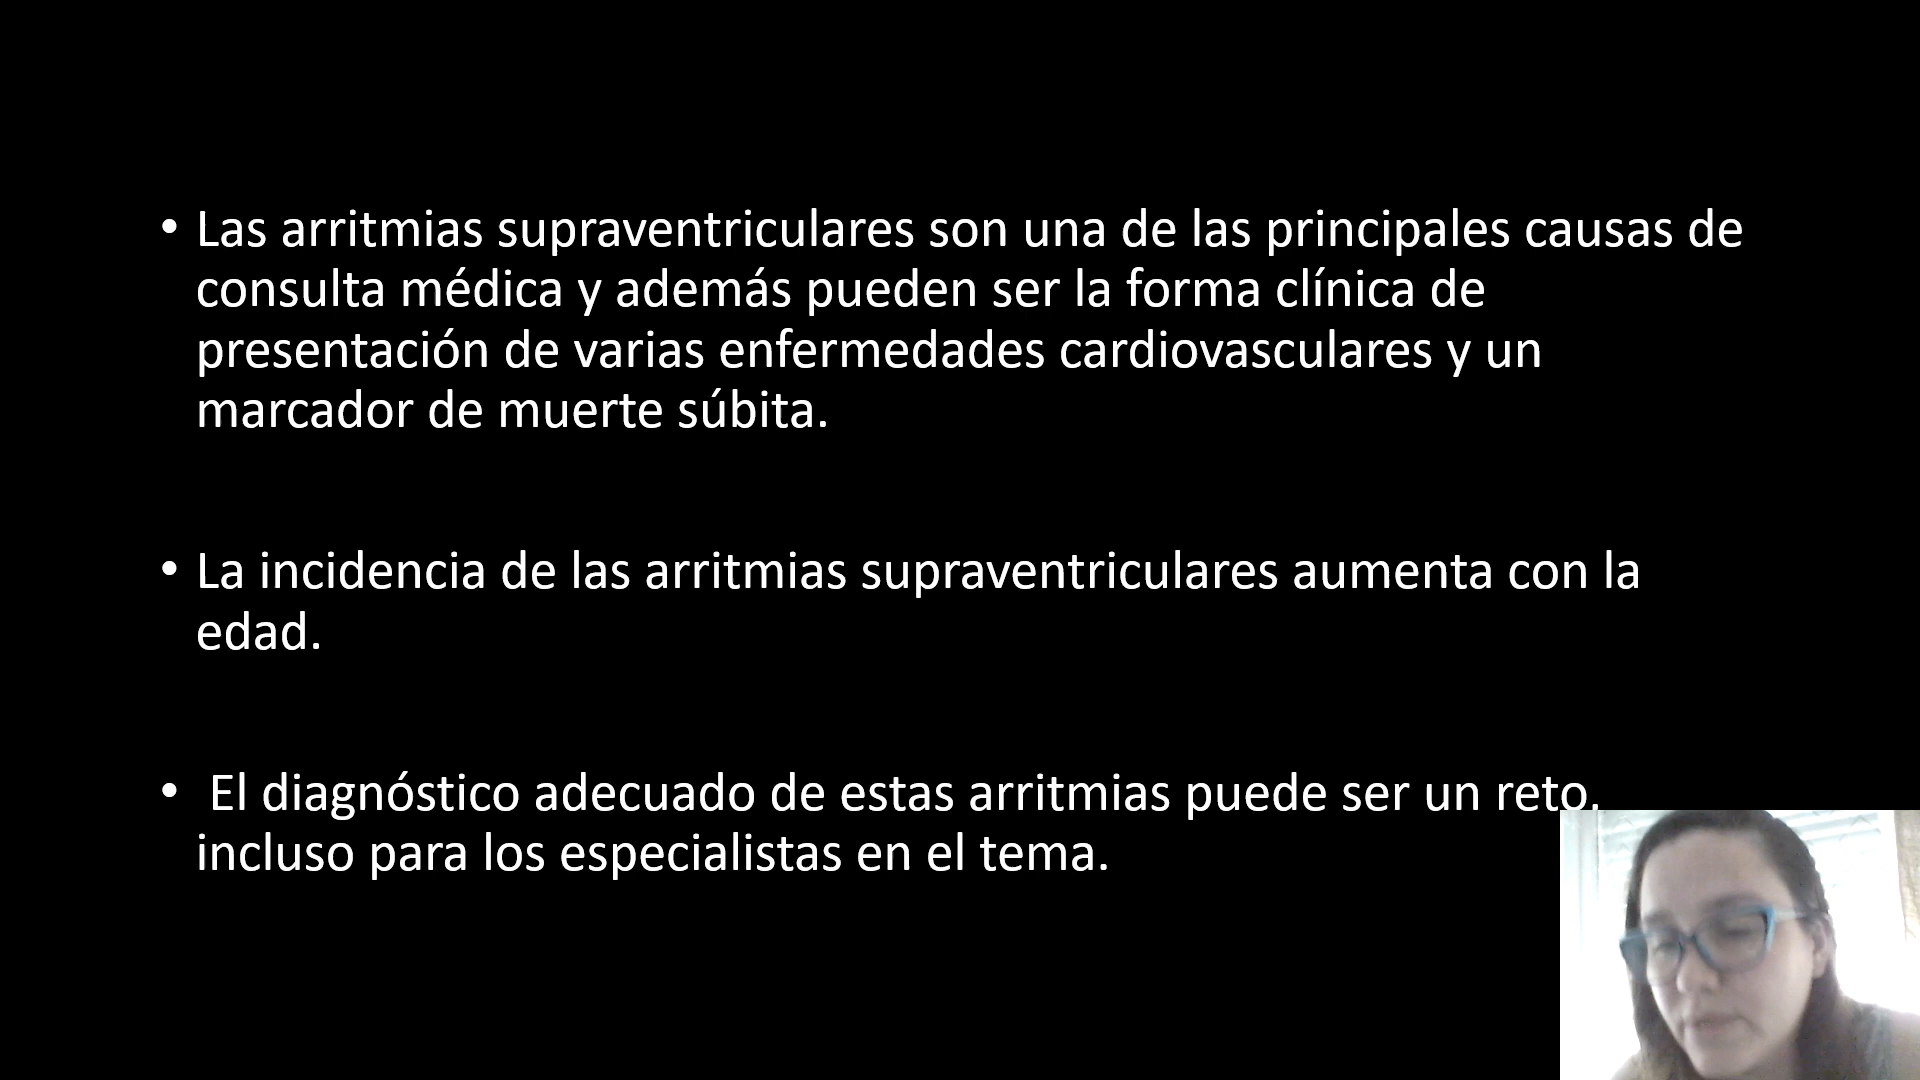 • Las arritmias supraventriculares son una de las principales causas de
consulta médica y además pueden ser la forma clínica de
presentación de varias enfermedades cardiovasculares y un
marcador de muerte súbita.
• La incidencia de las arritmias supraventriculares aumenta con la
edad.
• El diagnóstico adecuado de estas arritmias puede ser un reto,
incluso para los especialistas en el tema.